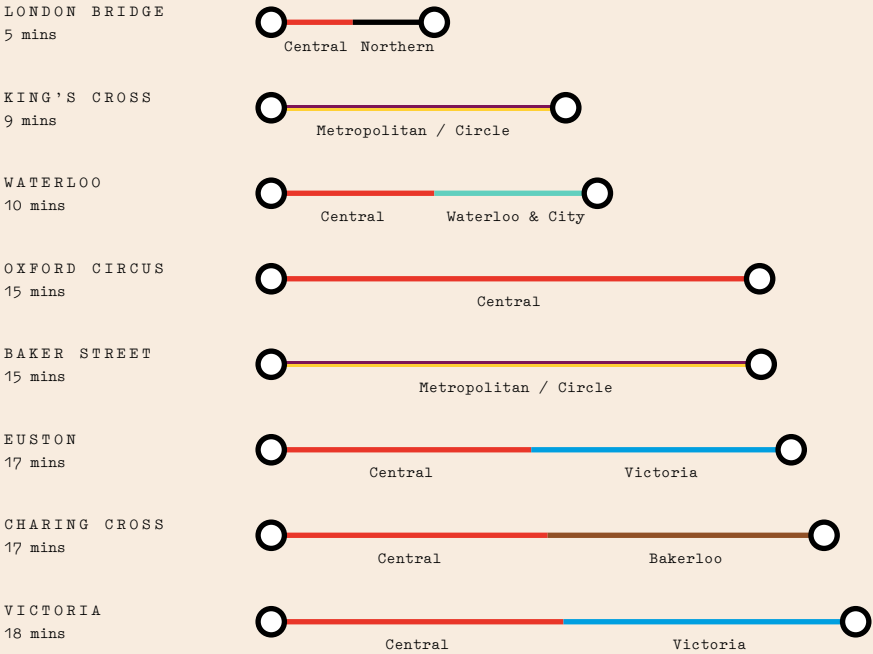 LONDON BRIDGE
5 mins
Central Northern
KING'S CROSS
9 mins
Metropolitan / Circle
WATERLOO
10 mins
Central Waterloo & City
OXFORD CIRCUS
15 mins
Central
BAKER STREET
15 mins
Metropolitan / Circle
EUSTON
17 mins
Central Victoria
CHARING CROSS
17 mins
Central Bakerloo
VICTORIA
18 mins
Central Victoria